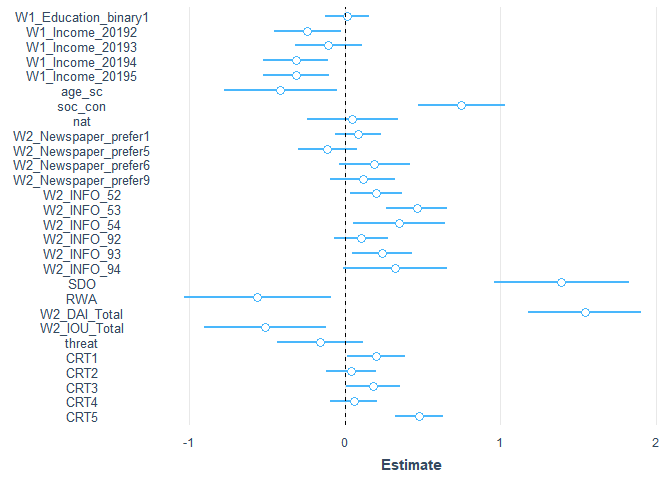 W1_Education_binary1
W1_Income_20192
W1_Income_20193
W1_Income_20194
W1_Income_20195
age_sc
soc_con
nat
W2_Newspaper_prefer1
W2_Newspaper_prefer5
W2_Newspaper_prefer6
W2_Newspaper_prefer9
W2_INFO_52
W2_INFO_53
W2_INFO_54
W2_INFO_92
W2_INFO_93
W2_INFO_94
SDO
RWA
W2_DAI_Total
W2_IOU_Total
threat
CRT1
CRT2
CRT3
CRT4
CRT5
-1 0 1 2
Estimate